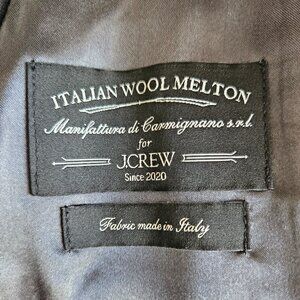 ITALIAN WOOL MELTON
Manifattura di Carmignano s.r.l.
for
J.CREW
Since 2020
Fabric made in Italy